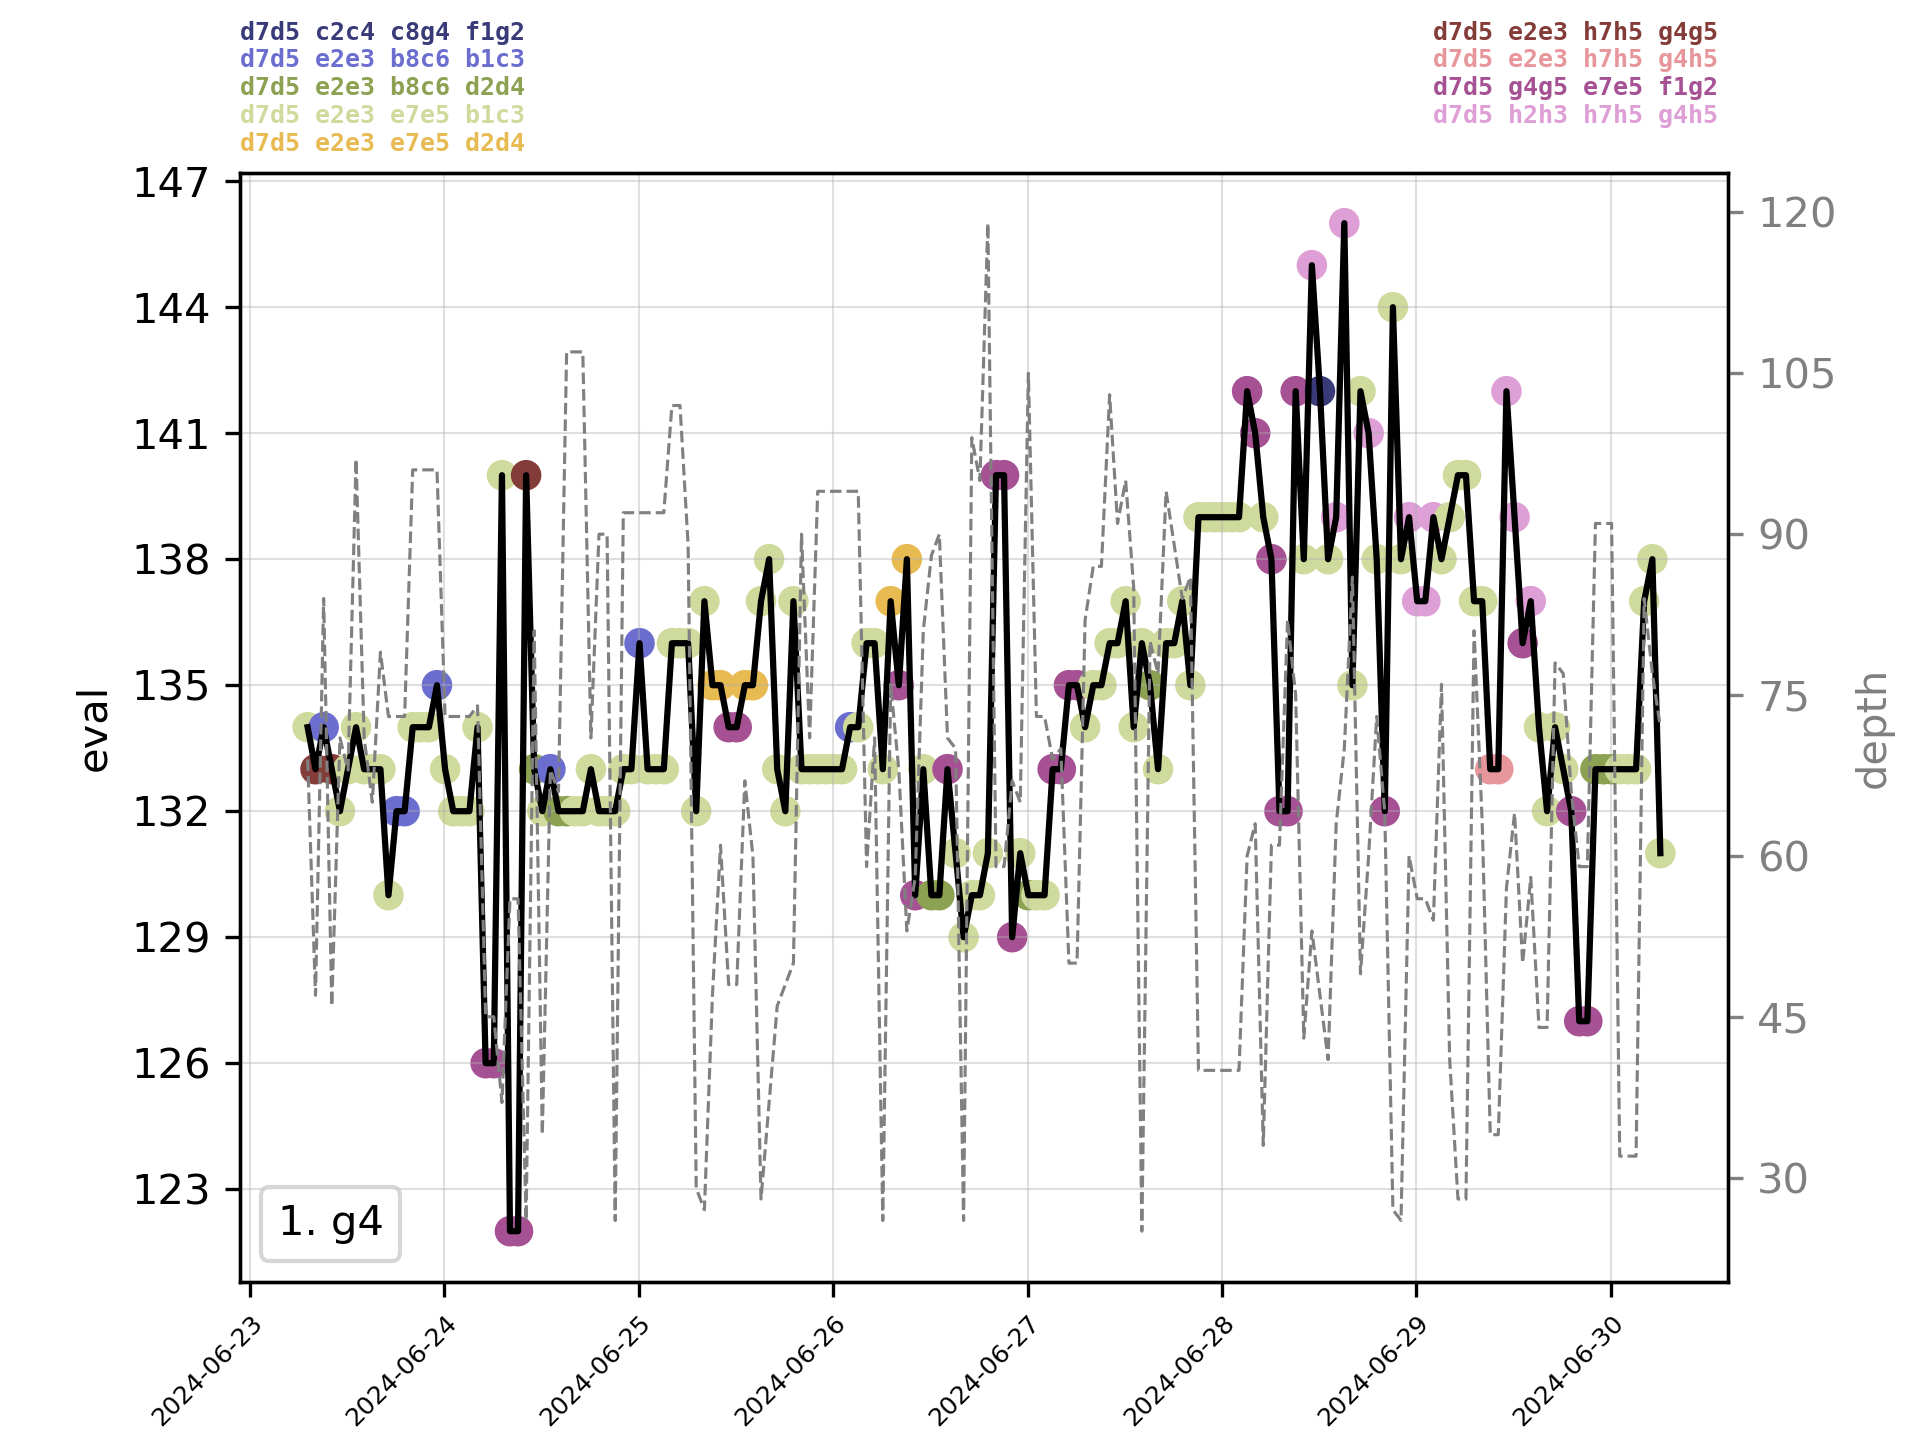 d7d5 c2c4 c8g4 f1g2
d7d5 e2e3 b8c6 b1c3
d7d5 e2e3 b8c6 d2d4
d7d5 e2e3 e7e5 b1c3
d7d5 e2e3 e7e5 d2d4
d7d5 e2e3 h7h5 g4g5
d7d5 e2e3 h7h5 g4h5
d7d5 g4g5 e7e5 f1g2
d7d5 h2h3 h7h5 g4h5
147
144
141
138
135
132
129
126
123
eval
120
105
90
75
60
45
30
depth
1. g4
2024-06-23
2024-06-24
2024-06-25
2024-06-26
2024-06-27
2024-06-28
2024-06-29
2024-06-30